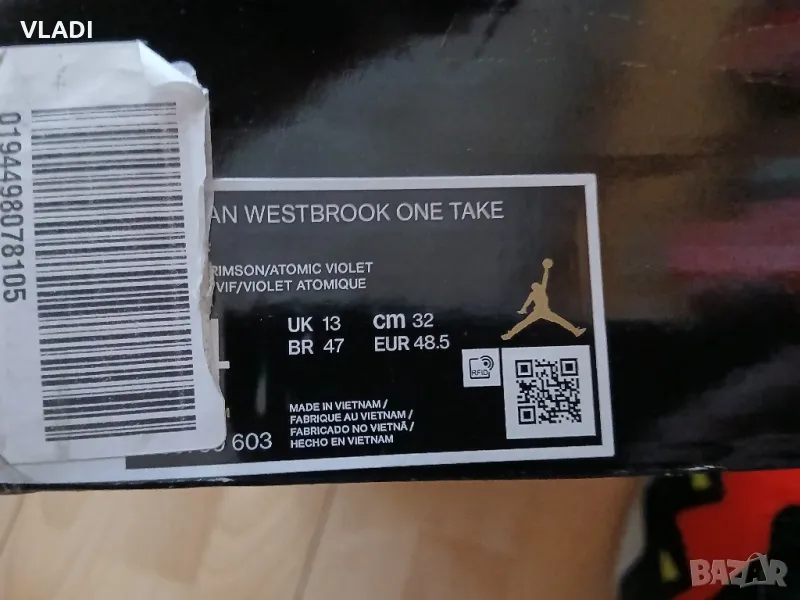 VLADI
0194498078105
AN WESTBROOK ONE TAKE
RIMSON/ATOMIC VIOLET
/VIF/VIOLET ATOMIQUE
UK 13 cm 32
BR 47 EUR 48.5
RFID
MADE IN VIETNAM /
FABRIQUE AU VIETNAM /
FABRICADO NO VIETNÃ /
HECHO EN VIETNAM
603
BAZAR